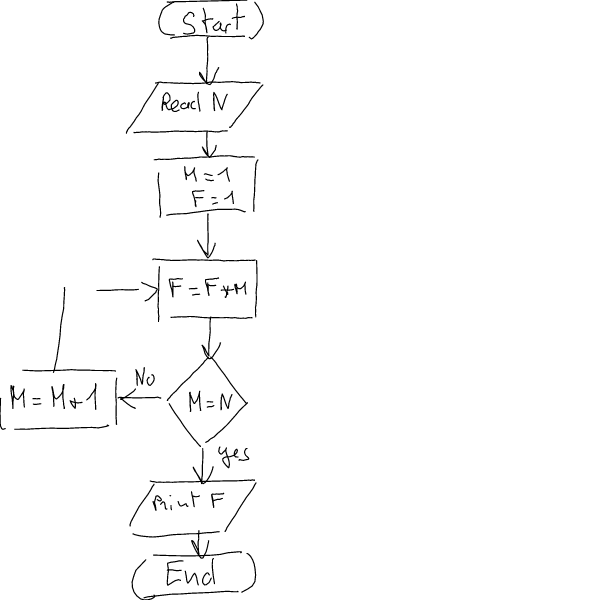 Start
Read N
M=1
F=1
F=F*M
M=N
No
M=M+1
yes
Print F
End